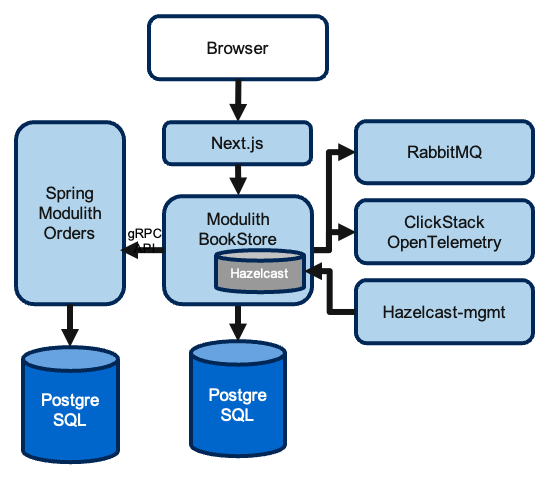 Browser
Next.js
RabbitMQ
Spring
Modulith
Orders
gRPC
API
Modulith
BookStore
Hazelcast
ClickStack
OpenTelemetry
Hazelcast-mgmt
Postgre
SQL
Postgre
SQL